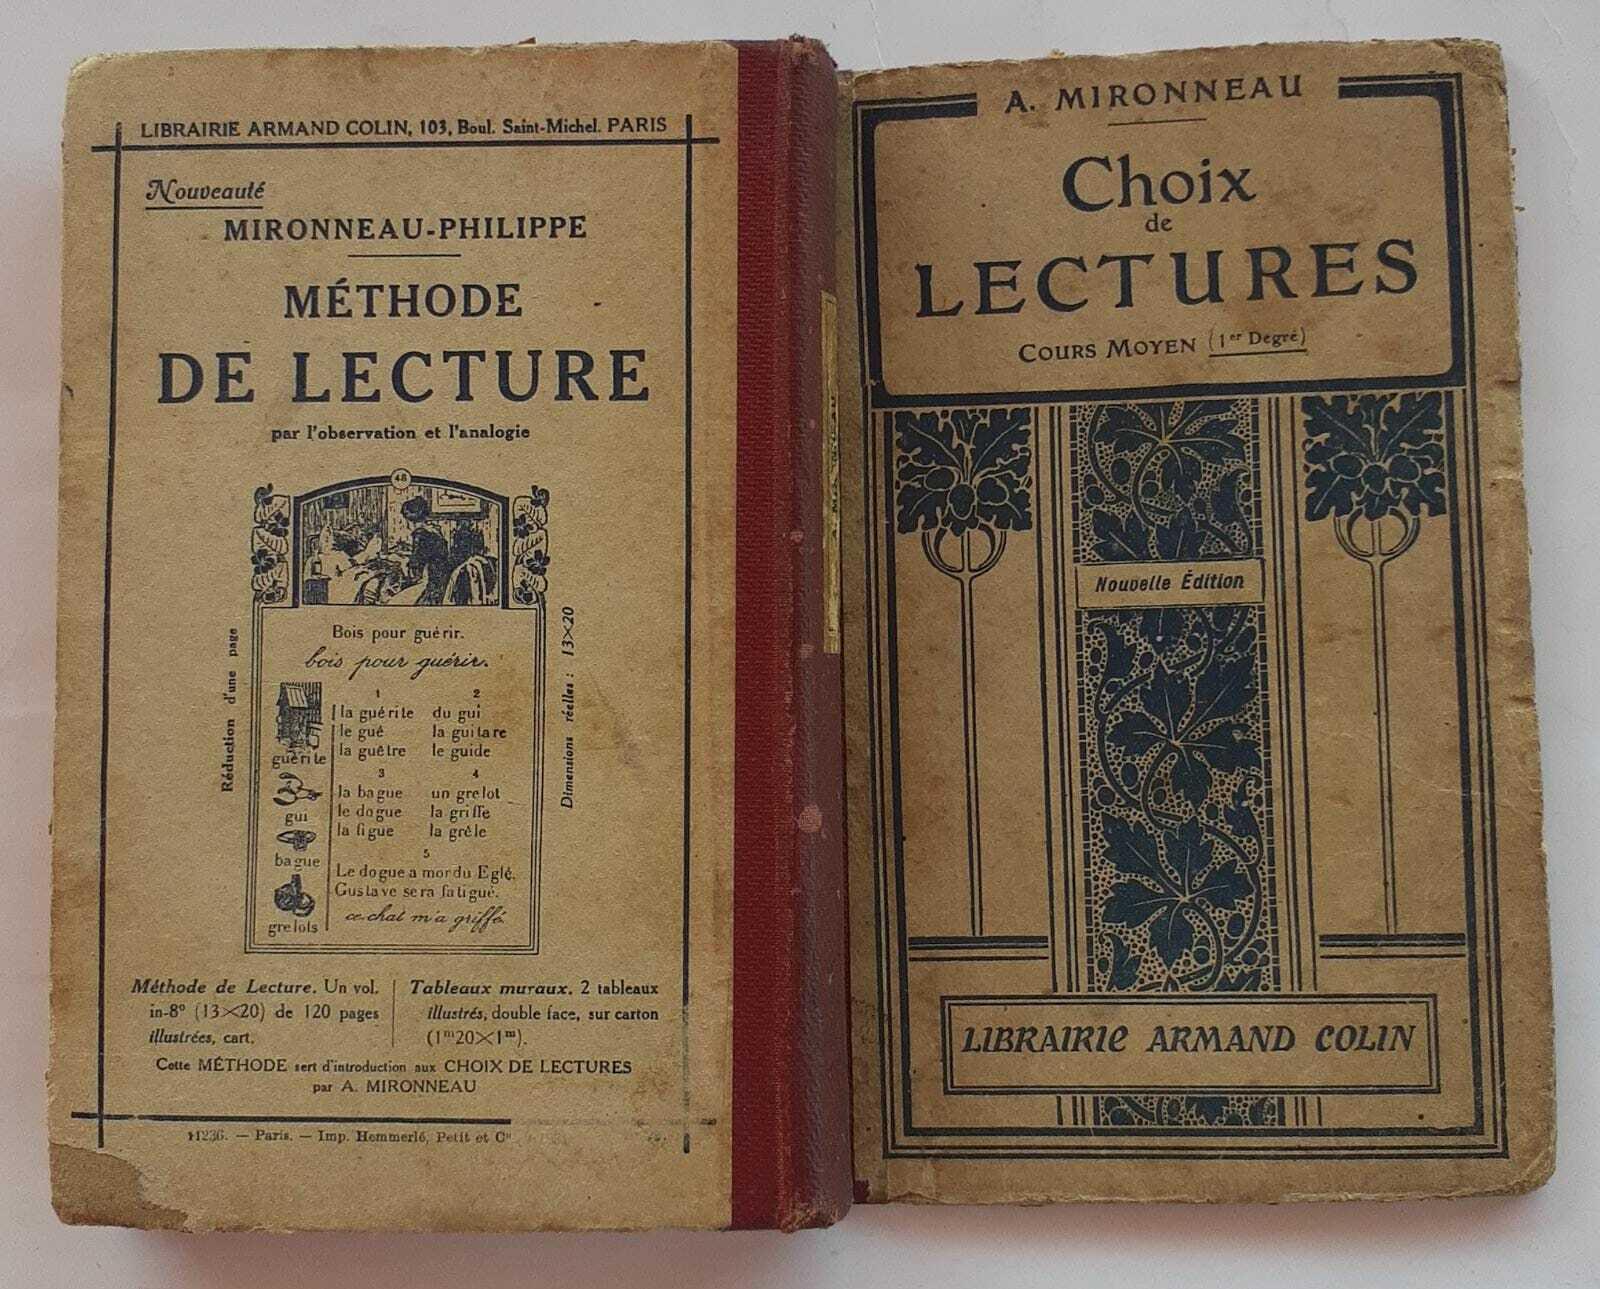 LIBRAIRIE ARMAND COLIN, 103, Boul. Saint-Michel. PARIS
Nouveauté
MIRONNEAU-PHILIPPE
MÉTHODE
DE LECTURE
par l'observation et l'analogie
48
Bois pour guérir.
bois pour guérir.
1 2
la guérite du gui
le gué la guitare
la guêtre le guide
guérite
3 4
la bague un grelot
le dogue la griffe
la figue la grêle
gui
bague
5
Le dogue a mordu Eglé.
Gustave sera fatigué.
ce chat m'a griffé.
grelots
Réduction d'une page
Dimensions réelles : 13×20
Méthode de Lecture. Un vol.
in-8° (13×20) de 120 pages
illustrées, cart.
Tableaux muraux. 2 tableaux
illustrés, double face, sur carton
(1m20×1m).
Cette MÉTHODE sert d'introduction aux CHOIX DE LECTURES
par A. MIRONNEAU
11236. — Paris. — Imp. Hemmerlé, Petit et Cie
A. MIRONNEAU
Choix
de
LECTURES
COURS MOYEN (1er Degré)
Nouvelle Édition
LIBRAIRIE ARMAND COLIN